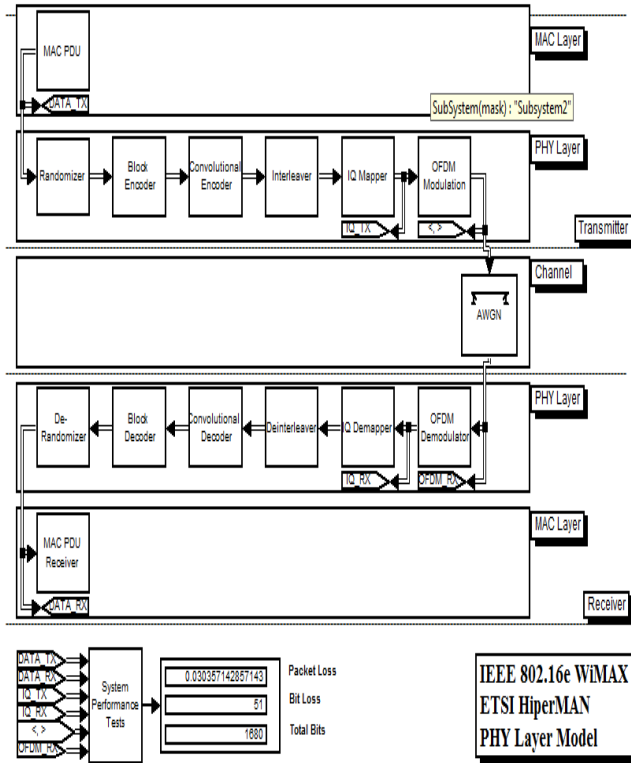 MAC Layer
MAC PDU
DATA_TX
SubSystem(mask) : "Subsystem2"
PHY Layer
Randomizer
Block
Encoder
Convolutional
Encoder
Interleaver
IQ Mapper
OFDM
Modulation
IQ_TX
<, >
Transmitter
Channel
AWGN
PHY Layer
De-
Randomizer
Block
Decoder
Convolutional
Decoder
Deinterleaver
IQ Demapper
OFDM
Demodulator
IQ_RX
OFDM_RX
MAC Layer
MAC PDU
Receiver
DATA_RX
Receiver
DATA_TX
DATA_RX
IQ_TX
IQ_RX
<, >
OFDM_RX
System
Performance
Tests
0.030357142857143
Packet Loss
51
Bit Loss
1680
Total Bits
IEEE 802.16e WiMAX
ETSI HiperMAN
PHY Layer Model